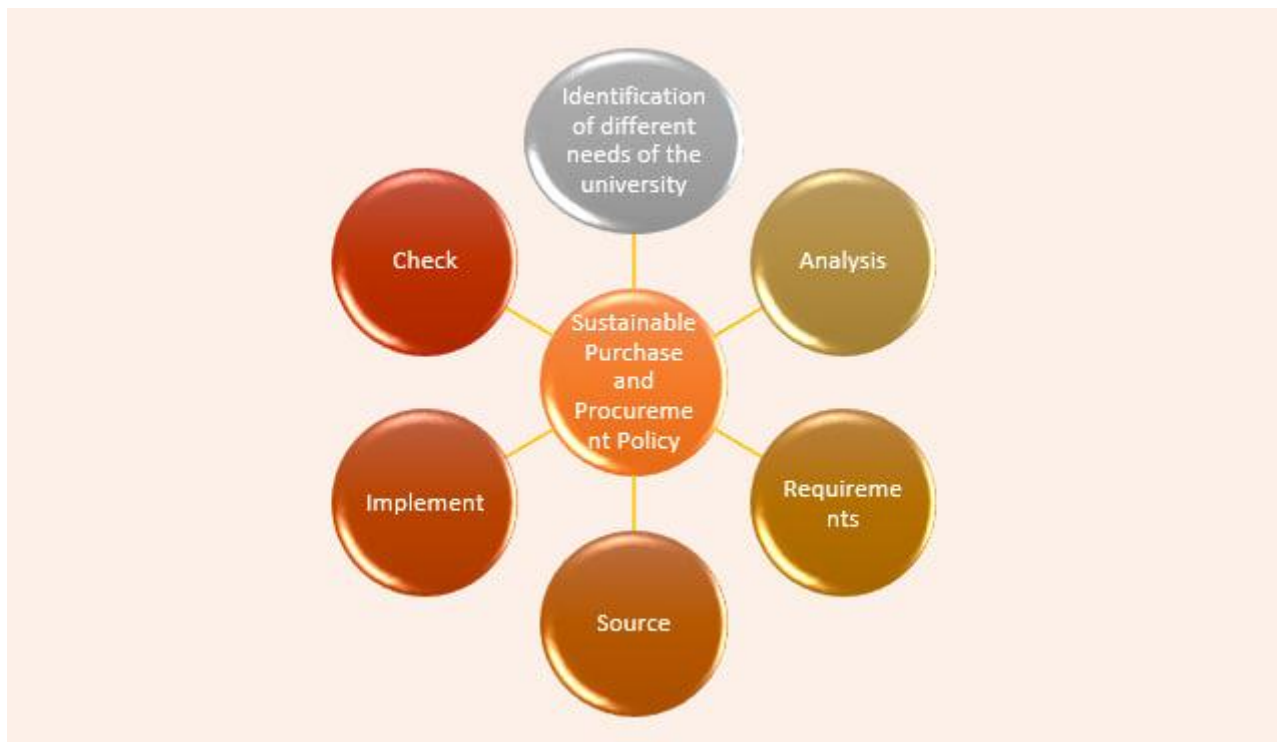 Identification
of different
needs of the
university
Check
Analysis
Sustainable
Purchase
and
Procureme
nt Policy
Implement
Requireme
nts
Source